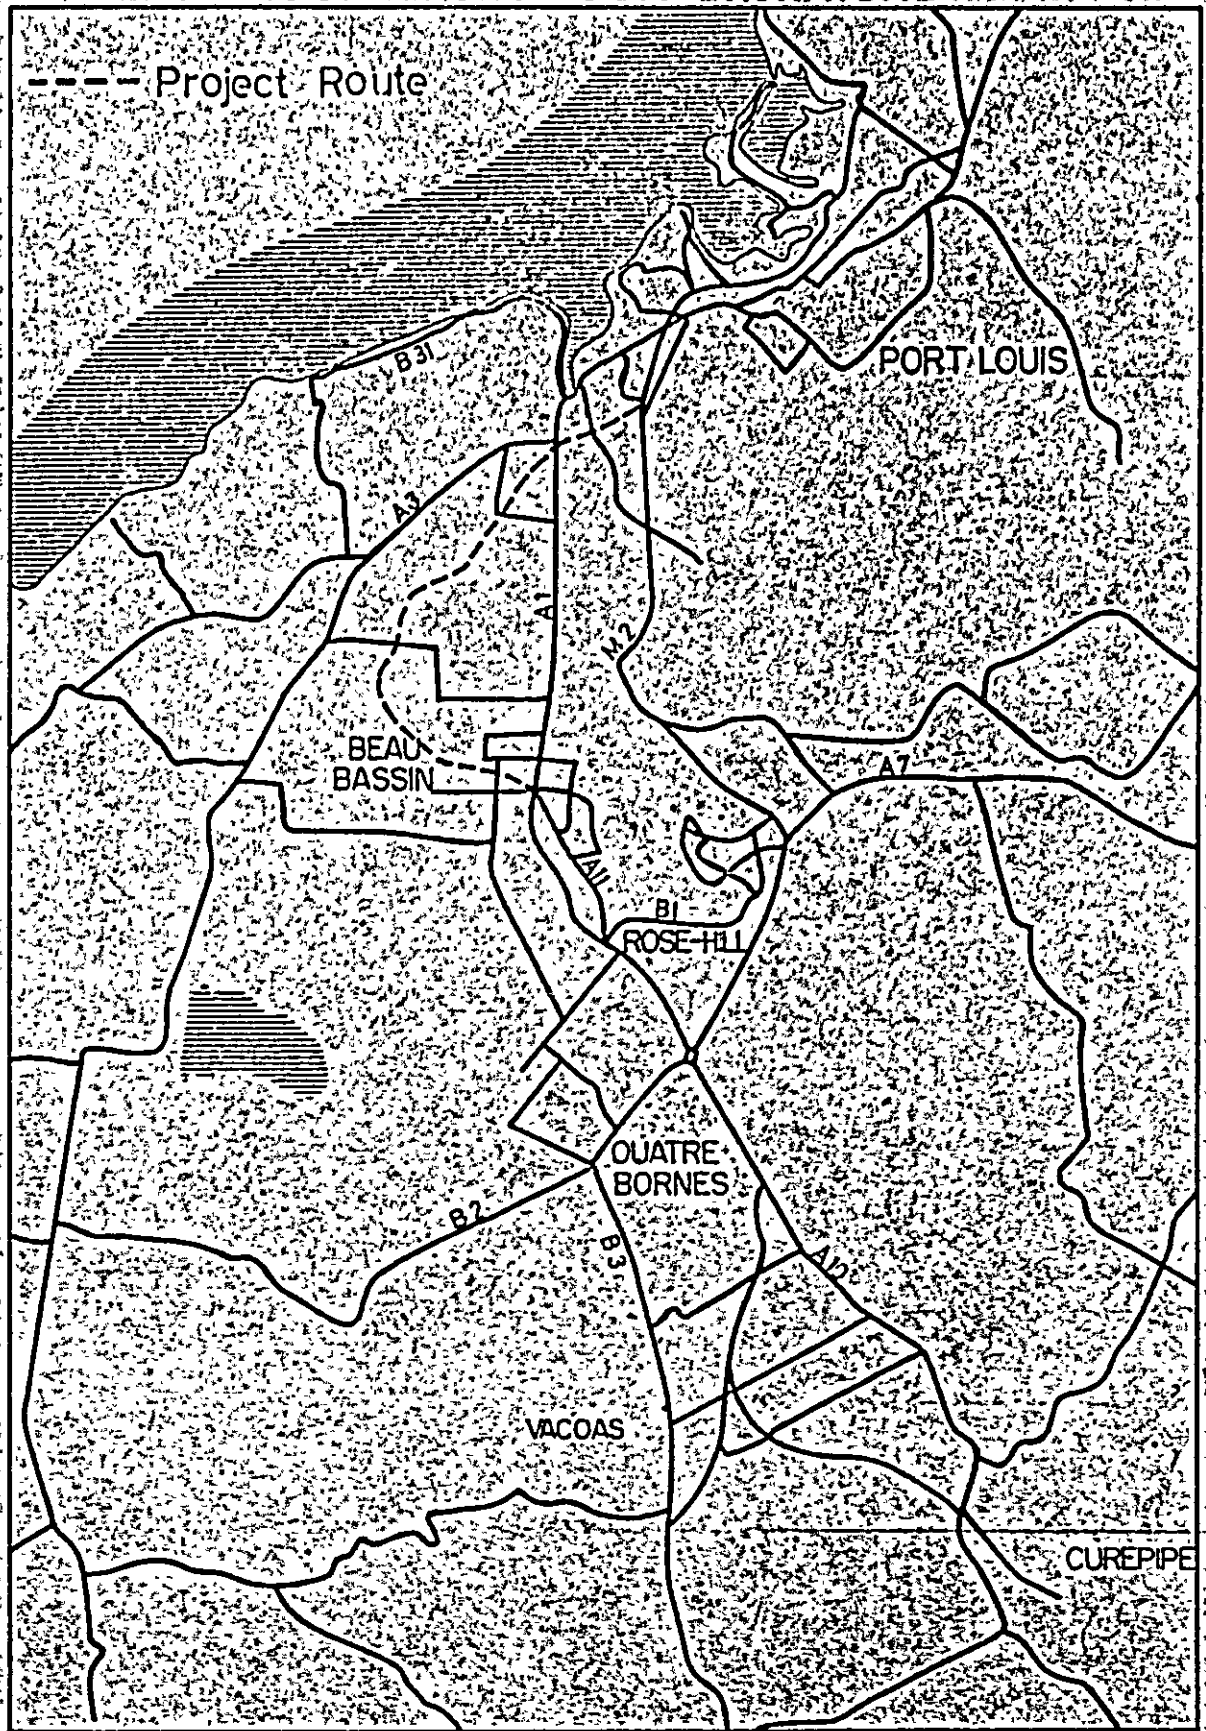 Project Route
PORT LOUIS
B31
A3
A1
M2
BEAU
BASSIN
A7
A11
B1
ROSE-HILL
QUATRE
BORNES
B2
B3
A10
VACOAS
CUREPIPE